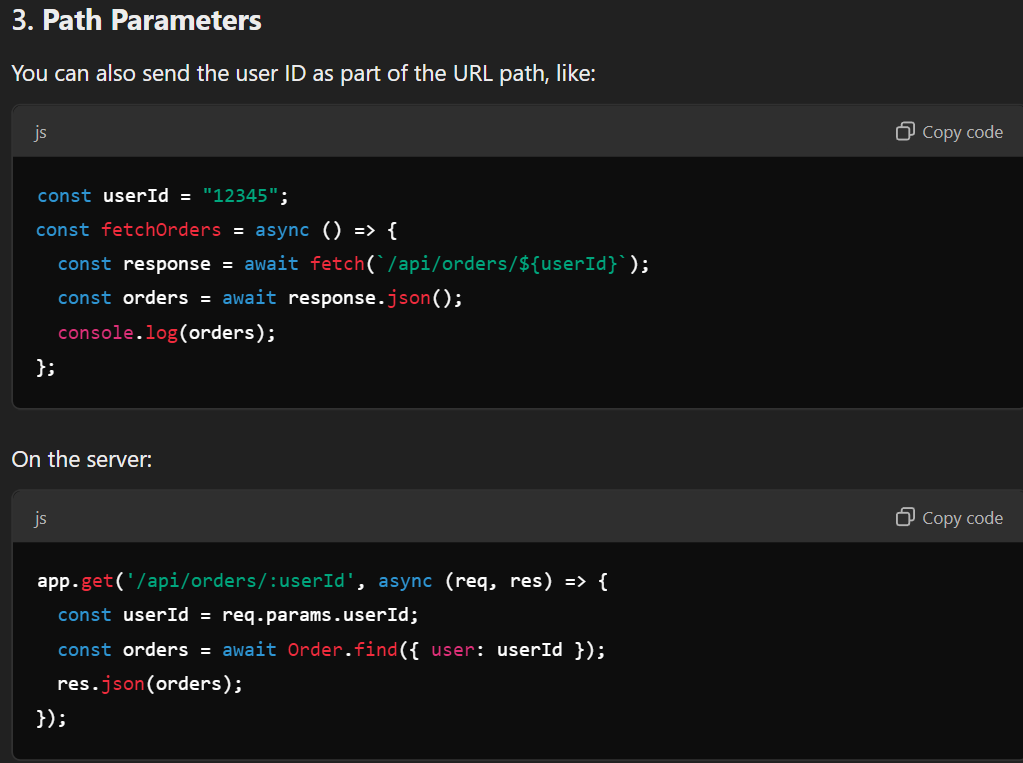 3. Path Parameters
You can also send the user ID as part of the URL path, like:
js
Copy code
const userId = "12345";
const fetchOrders = async () => {
  const response = await fetch(`/api/orders/${userId}`);
  const orders = await response.json();
  console.log(orders);
};
On the server:
js
Copy code
app.get('/api/orders/:userId', async (req, res) => {
  const userId = req.params.userId;
  const orders = await Order.find({ user: userId });
  res.json(orders);
});